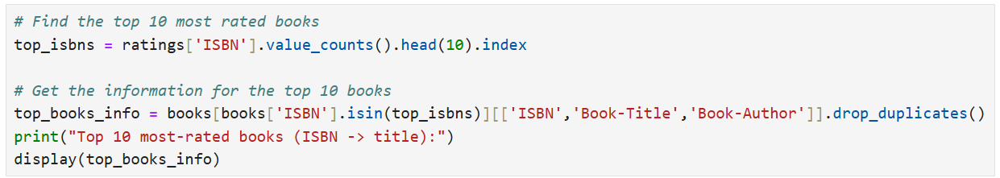 # Find the top 10 most rated books
top_isbns = ratings['ISBN'].value_counts().head(10).index
# Get the information for the top 10 books
top_books_info = books[books['ISBN'].isin(top_isbns)][['ISBN','Book-Title','Book-Author']].drop_duplicates()
print("Top 10 most-rated books (ISBN -> title):")
display(top_books_info)